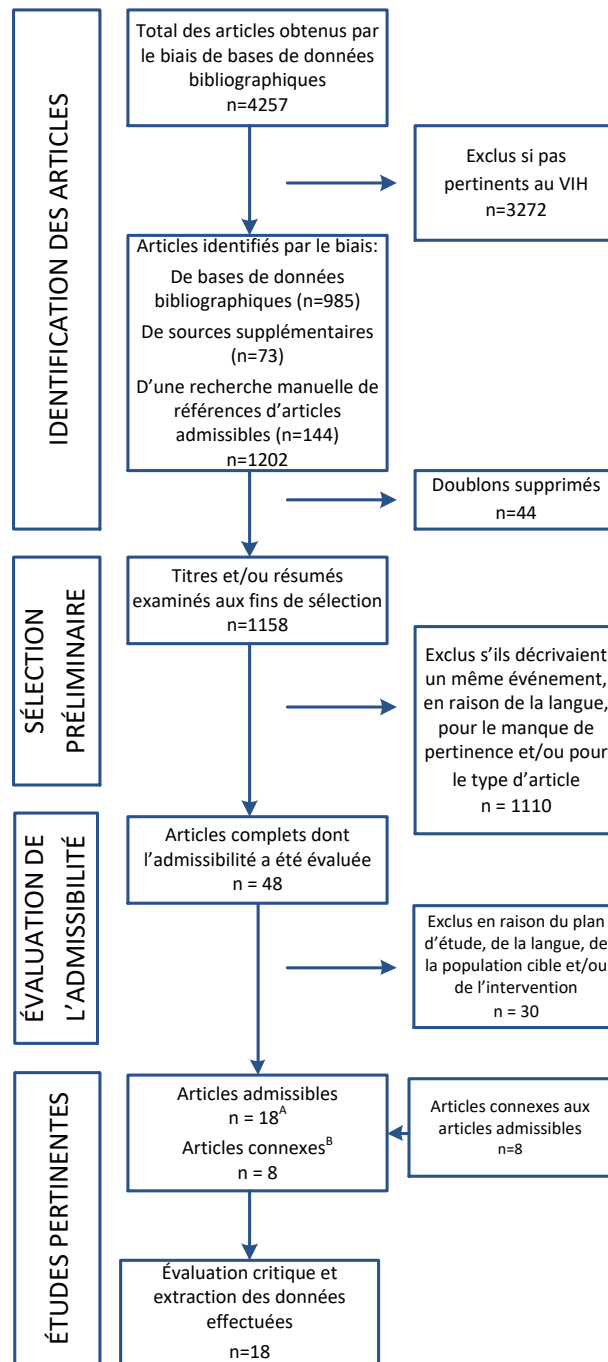 IDENTIFICATION DES ARTICLES
Total des articles obtenus par
le biais de bases de données
bibliographiques
n=4257
Exclus si pas
pertinents au VIH
n=3272
Articles identifiés par le biais:
De bases de données
bibliographiques (n=985)
De sources supplémentaires
(n=73)
D’une recherche manuelle de
références d’articles
admissibles (n=144)
n=1202
Doublons supprimés
n=44
SÉLECTION
PRÉLIMINAIRE
Titres et/ou résumés
examinés aux fins de sélection
n=1158
Exclus s’ils décrivaient
un même événement,
en raison de la langue,
pour le manque de
pertinence et/ou pour
le type d’article
n = 1110
ÉVALUATION DE
L’ADMISSIBILITÉ
Articles complets dont
l’admissibilité a été évaluée
n = 48
Exclus en raison du plan
d’étude, de la langue, de
la population cible et/ou
de l’intervention
n = 30
ÉTUDES PERTINENTES
Articles admissibles
n = 18A
Articles connexesB
n = 8
Articles connexes aux
articles admissibles
n=8
Évaluation critique et
extraction des données
effectuées
n=18